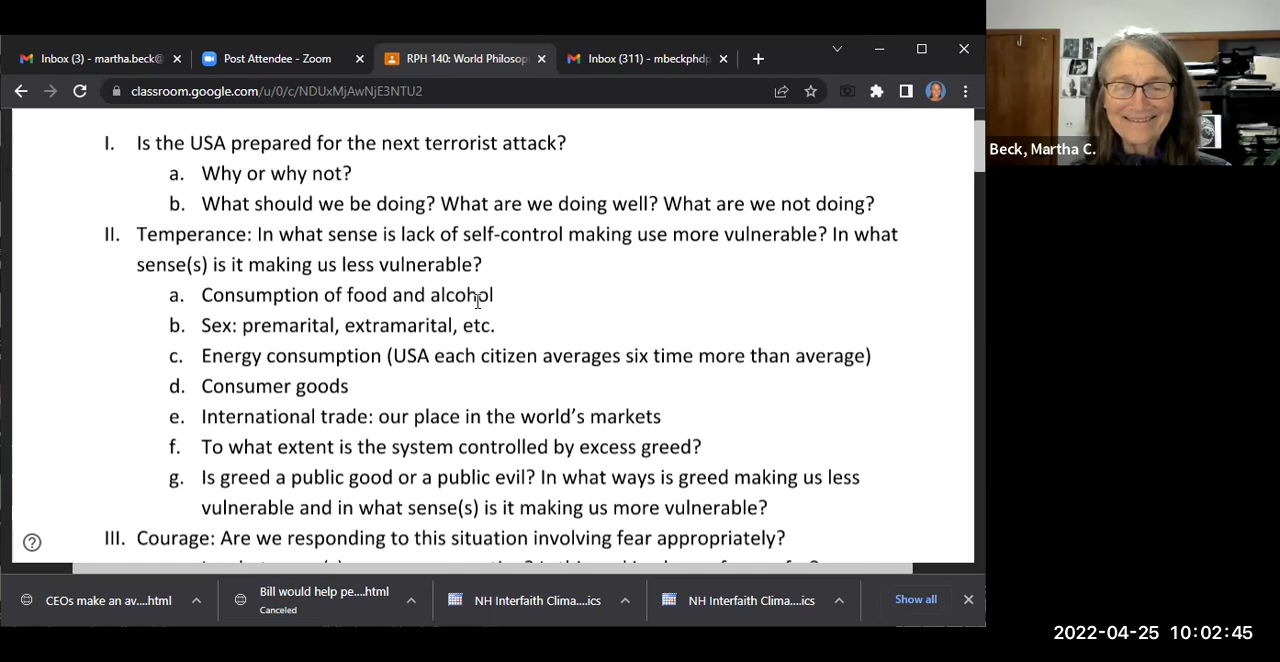 Inbox (3) - martha.beck@
Post Attendee - Zoom
RPH 140: World Philosop
Inbox (311) - mbeckphdp
classroom.google.com/u/0/c/NDUxMjAwNjE3NTU2
Beck, Martha C.
I. Is the USA prepared for the next terrorist attack?
a. Why or why not?
b. What should we be doing? What are we doing well? What are we not doing?
II. Temperance: In what sense is lack of self-control making use more vulnerable? In what
sense(s) is it making us less vulnerable?
a. Consumption of food and alcohol
b. Sex: premarital, extramarital, etc.
c. Energy consumption (USA each citizen averages six time more than average)
d. Consumer goods
e. International trade: our place in the world’s markets
f. To what extent is the system controlled by excess greed?
g. Is greed a public good or a public evil? In what ways is greed making us less
vulnerable and in what sense(s) is it making us more vulnerable?
III. Courage: Are we responding to this situation involving fear appropriately?
CEOs make an av....html
Bill would help pe....html
Canceled
NH Interfaith Clima....ics
NH Interfaith Clima....ics
Show all
2022-04-25 10:02:45